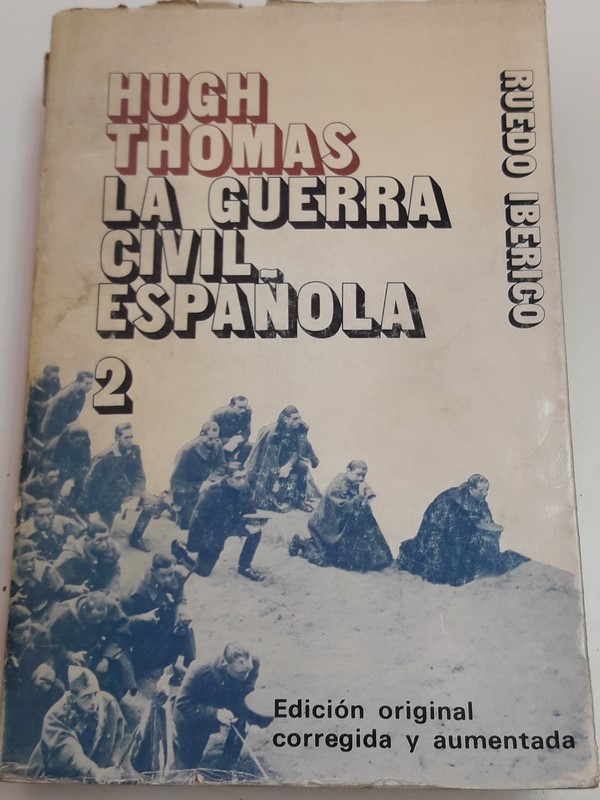 HUGH
THOMAS
LA GUERRA
CIVIL
ESPAÑOLA
2
RUEDO IBERICO
Edición original
corregida y aumentada